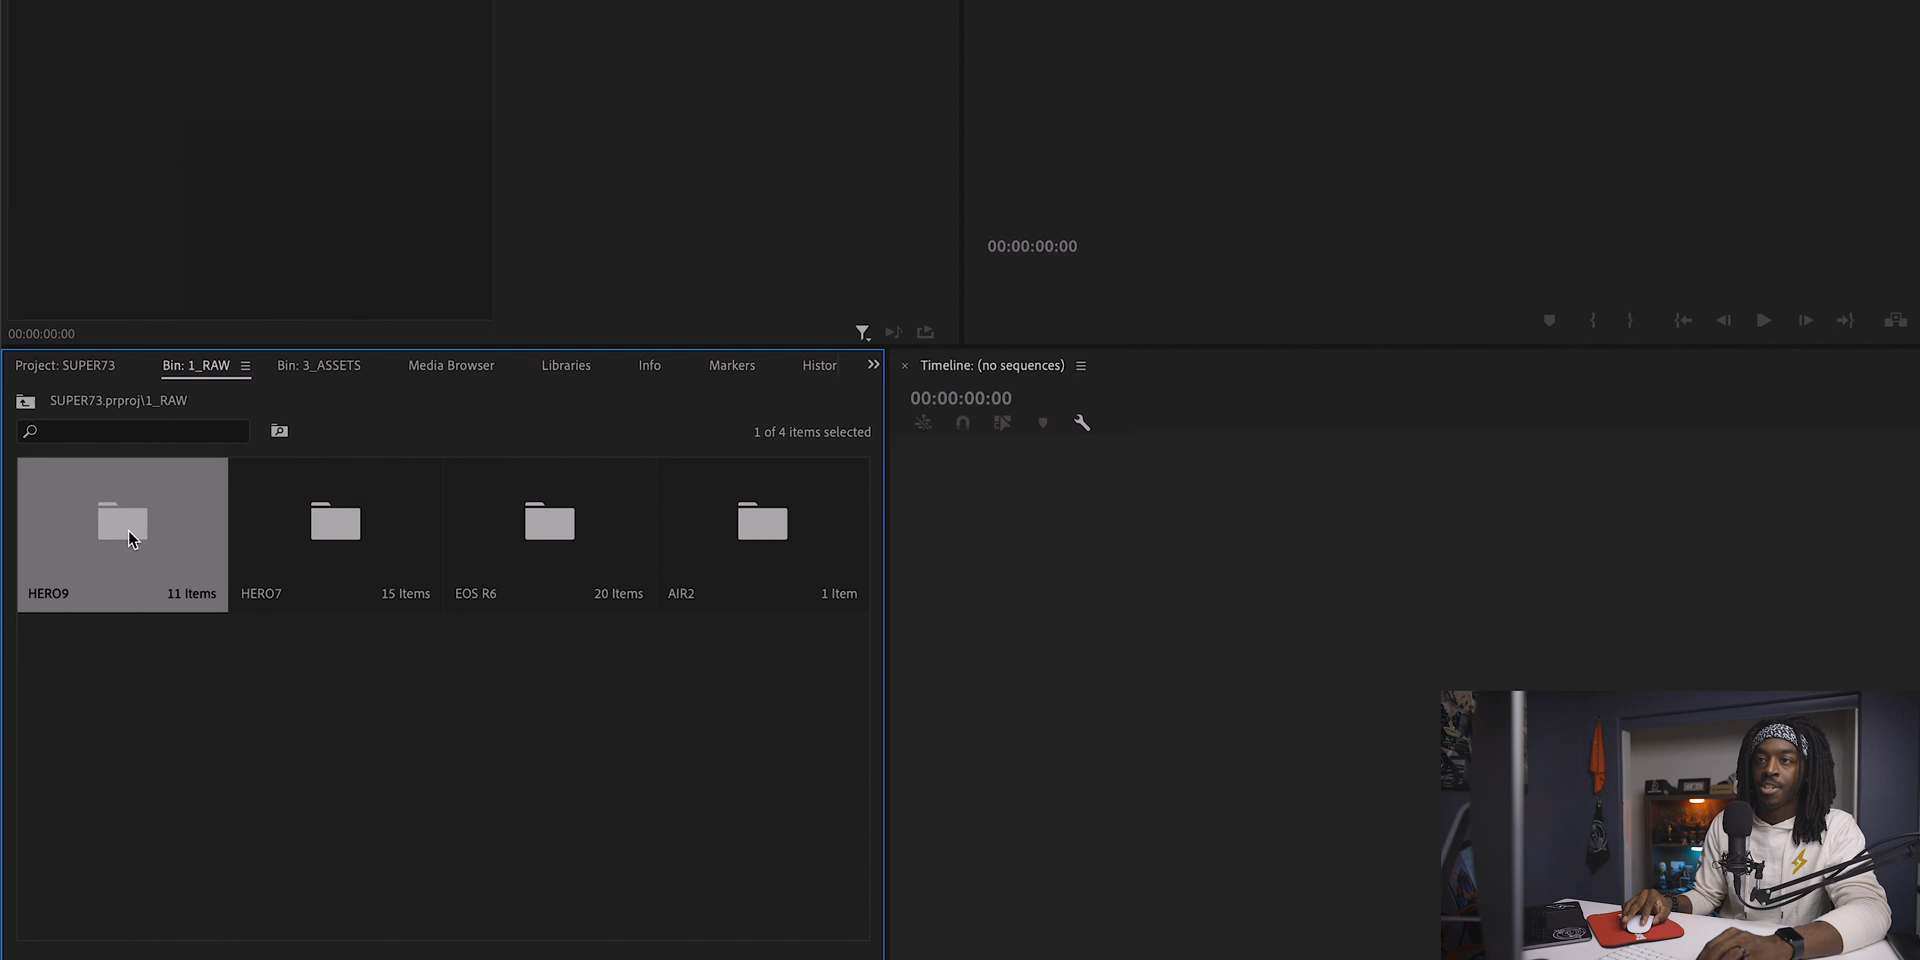 00:00:00:00
00:00:00:00
Project: SUPER73
Bin: 1_RAW
Bin: 3_ASSETS
Media Browser
Libraries
Info
Markers
Histor
SUPER73.prproj\1_RAW
1 of 4 items selected
HERO9 11 Items
HERO7 15 Items
EOS R6 20 Items
AIR2 1 Item
× Timeline: (no sequences)
00:00:00:00